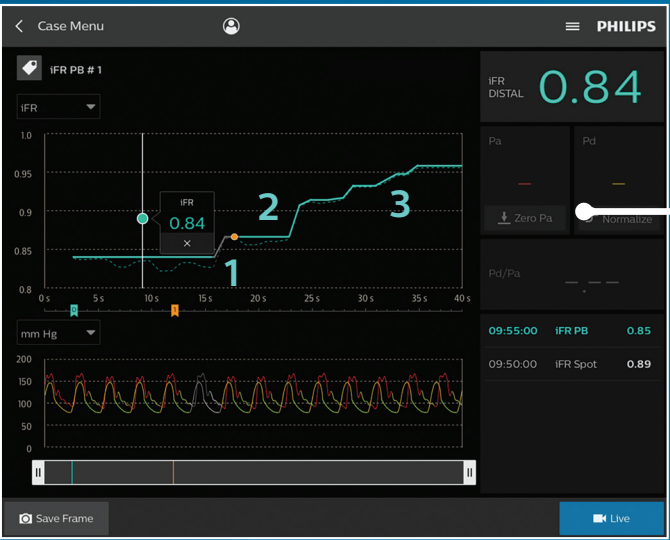 Case Menu
PHILIPS
iFR PB # 1
iFR
iFR
DISTAL
0.84
1.0
0.95
0.9
0.85
0.8
iFR
0.84
×
1
2
3
0 s 5 s 10 s 15 s 20 s 25 s 30 s 35 s 40 s
D
1
Pa
Pd
Zero Pa
Normalize
Pd/Pa
-.--
mm Hg
200
150
100
50
0
09:55:00 iFR PB 0.85
09:50:00 iFR Spot 0.89
Save Frame
Live